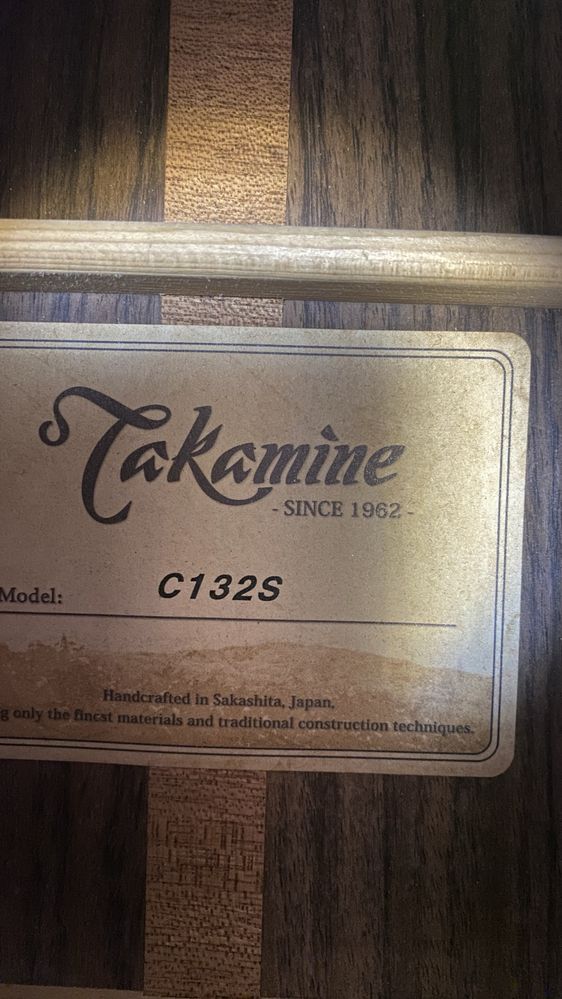 Takamine
- SINCE 1962 -
Model: C132S
Handcrafted in Sakashita, Japan,
g only the finest materials and traditional construction techniques.